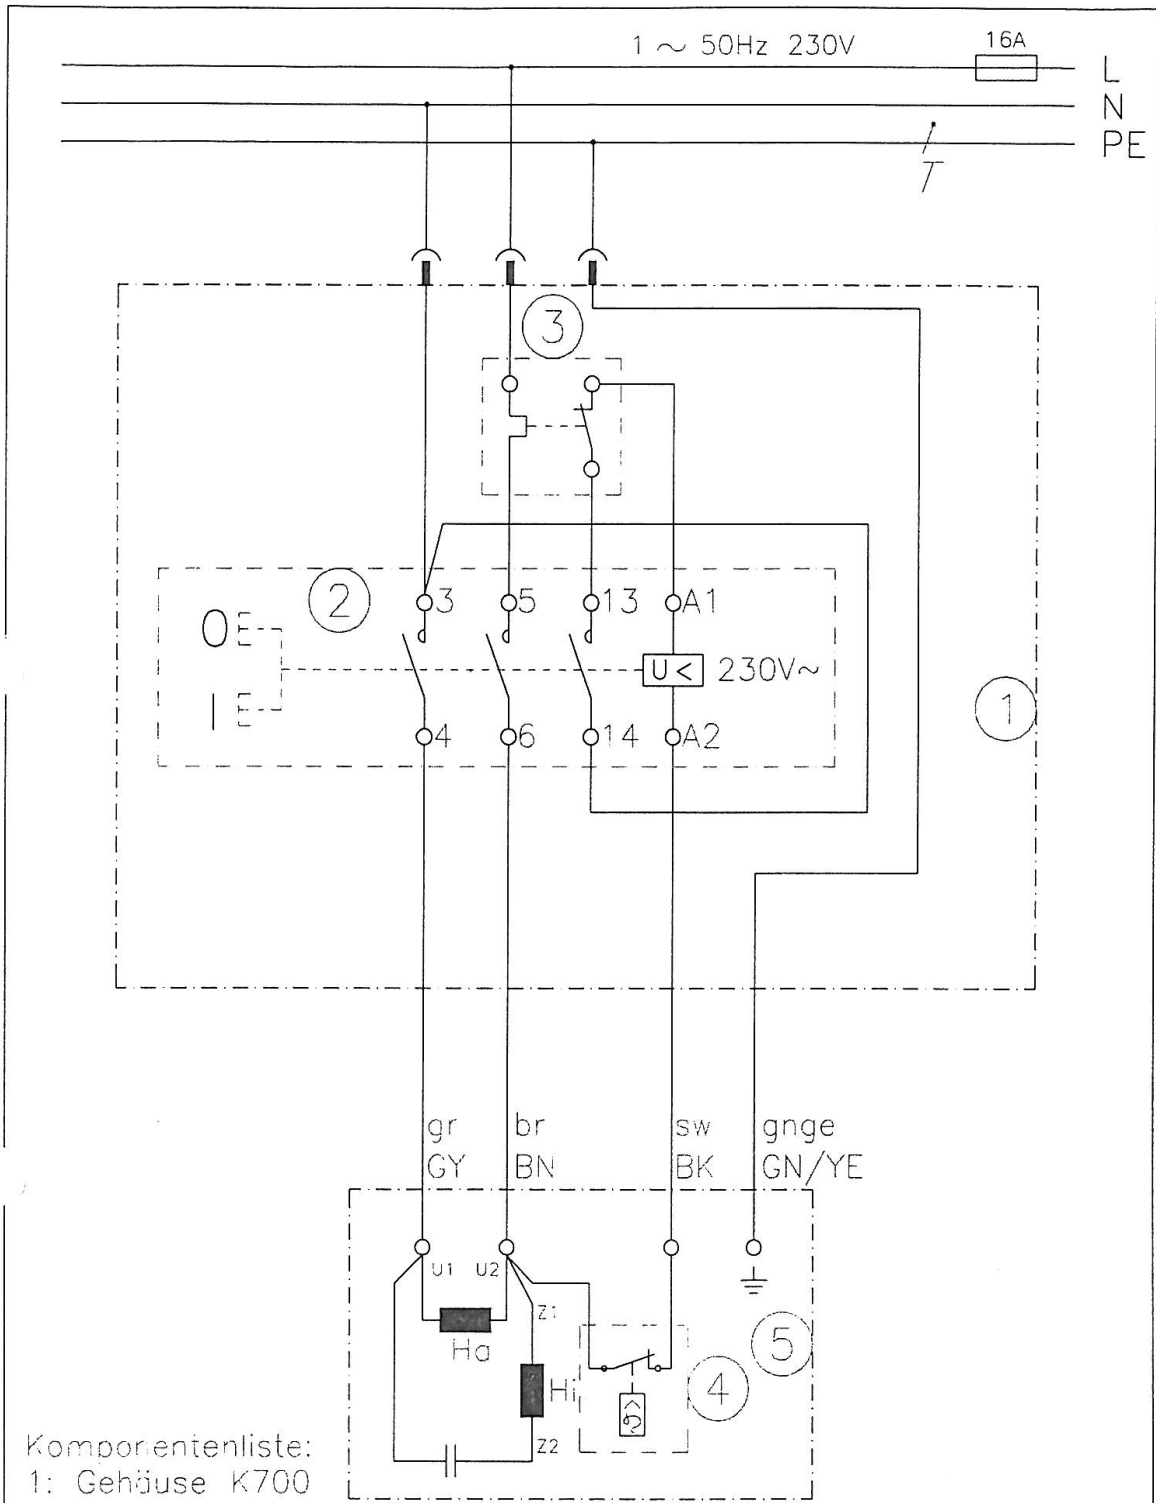 1 ~ 50Hz 230V
16A
L
N
PE
3
2
3
5
13
A1
0
U<
230V~
1
I
4
6
14
A2
gr
br
sw
gnge
GY
BN
BK
GN/YE
U1
U2
Z1
5
Ha
Hi
4
Z2
Komponentenliste:
1: Gehäuse K700